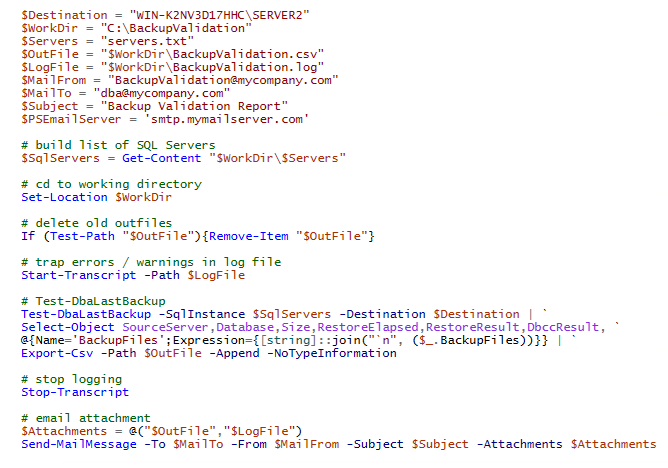 $Destination = "WIN-K2NV3D17HHC\SERVER2"
$WorkDir = "C:\BackupValidation"
$Servers = "servers.txt"
$OutFile = "$WorkDir\BackupValidation.csv"
$LogFile = "$WorkDir\BackupValidation.log"
$MailFrom = "BackupValidation@mycompany.com"
$MailTo = "dba@mycompany.com"
$Subject = "Backup Validation Report"
$PSEmailServer = 'smtp.mymailserver.com'

# build list of SQL Servers
$SqlServers = Get-Content "$WorkDir\$Servers"

# cd to working directory
Set-Location $WorkDir

# delete old outfiles
If (Test-Path "$OutFile"){Remove-Item "$OutFile"}

# trap errors / warnings in log file
Start-Transcript -Path $LogFile

# Test-DbaLastBackup
Test-DbaLastBackup -SqlInstance $SqlServers -Destination $Destination | `
Select-Object SourceServer,Database,Size,RestoreElapsed,RestoreResult,DbccResult, `
@{Name='BackupFiles';Expression={[string]::join("`n", ($_.BackupFiles))}} | `
Export-Csv -Path $OutFile -Append -NoTypeInformation

# stop logging
Stop-Transcript

# email attachment
$Attachments = @("$OutFile","$LogFile")
Send-MailMessage -To $MailTo -From $MailFrom -Subject $Subject -Attachments $Attachments